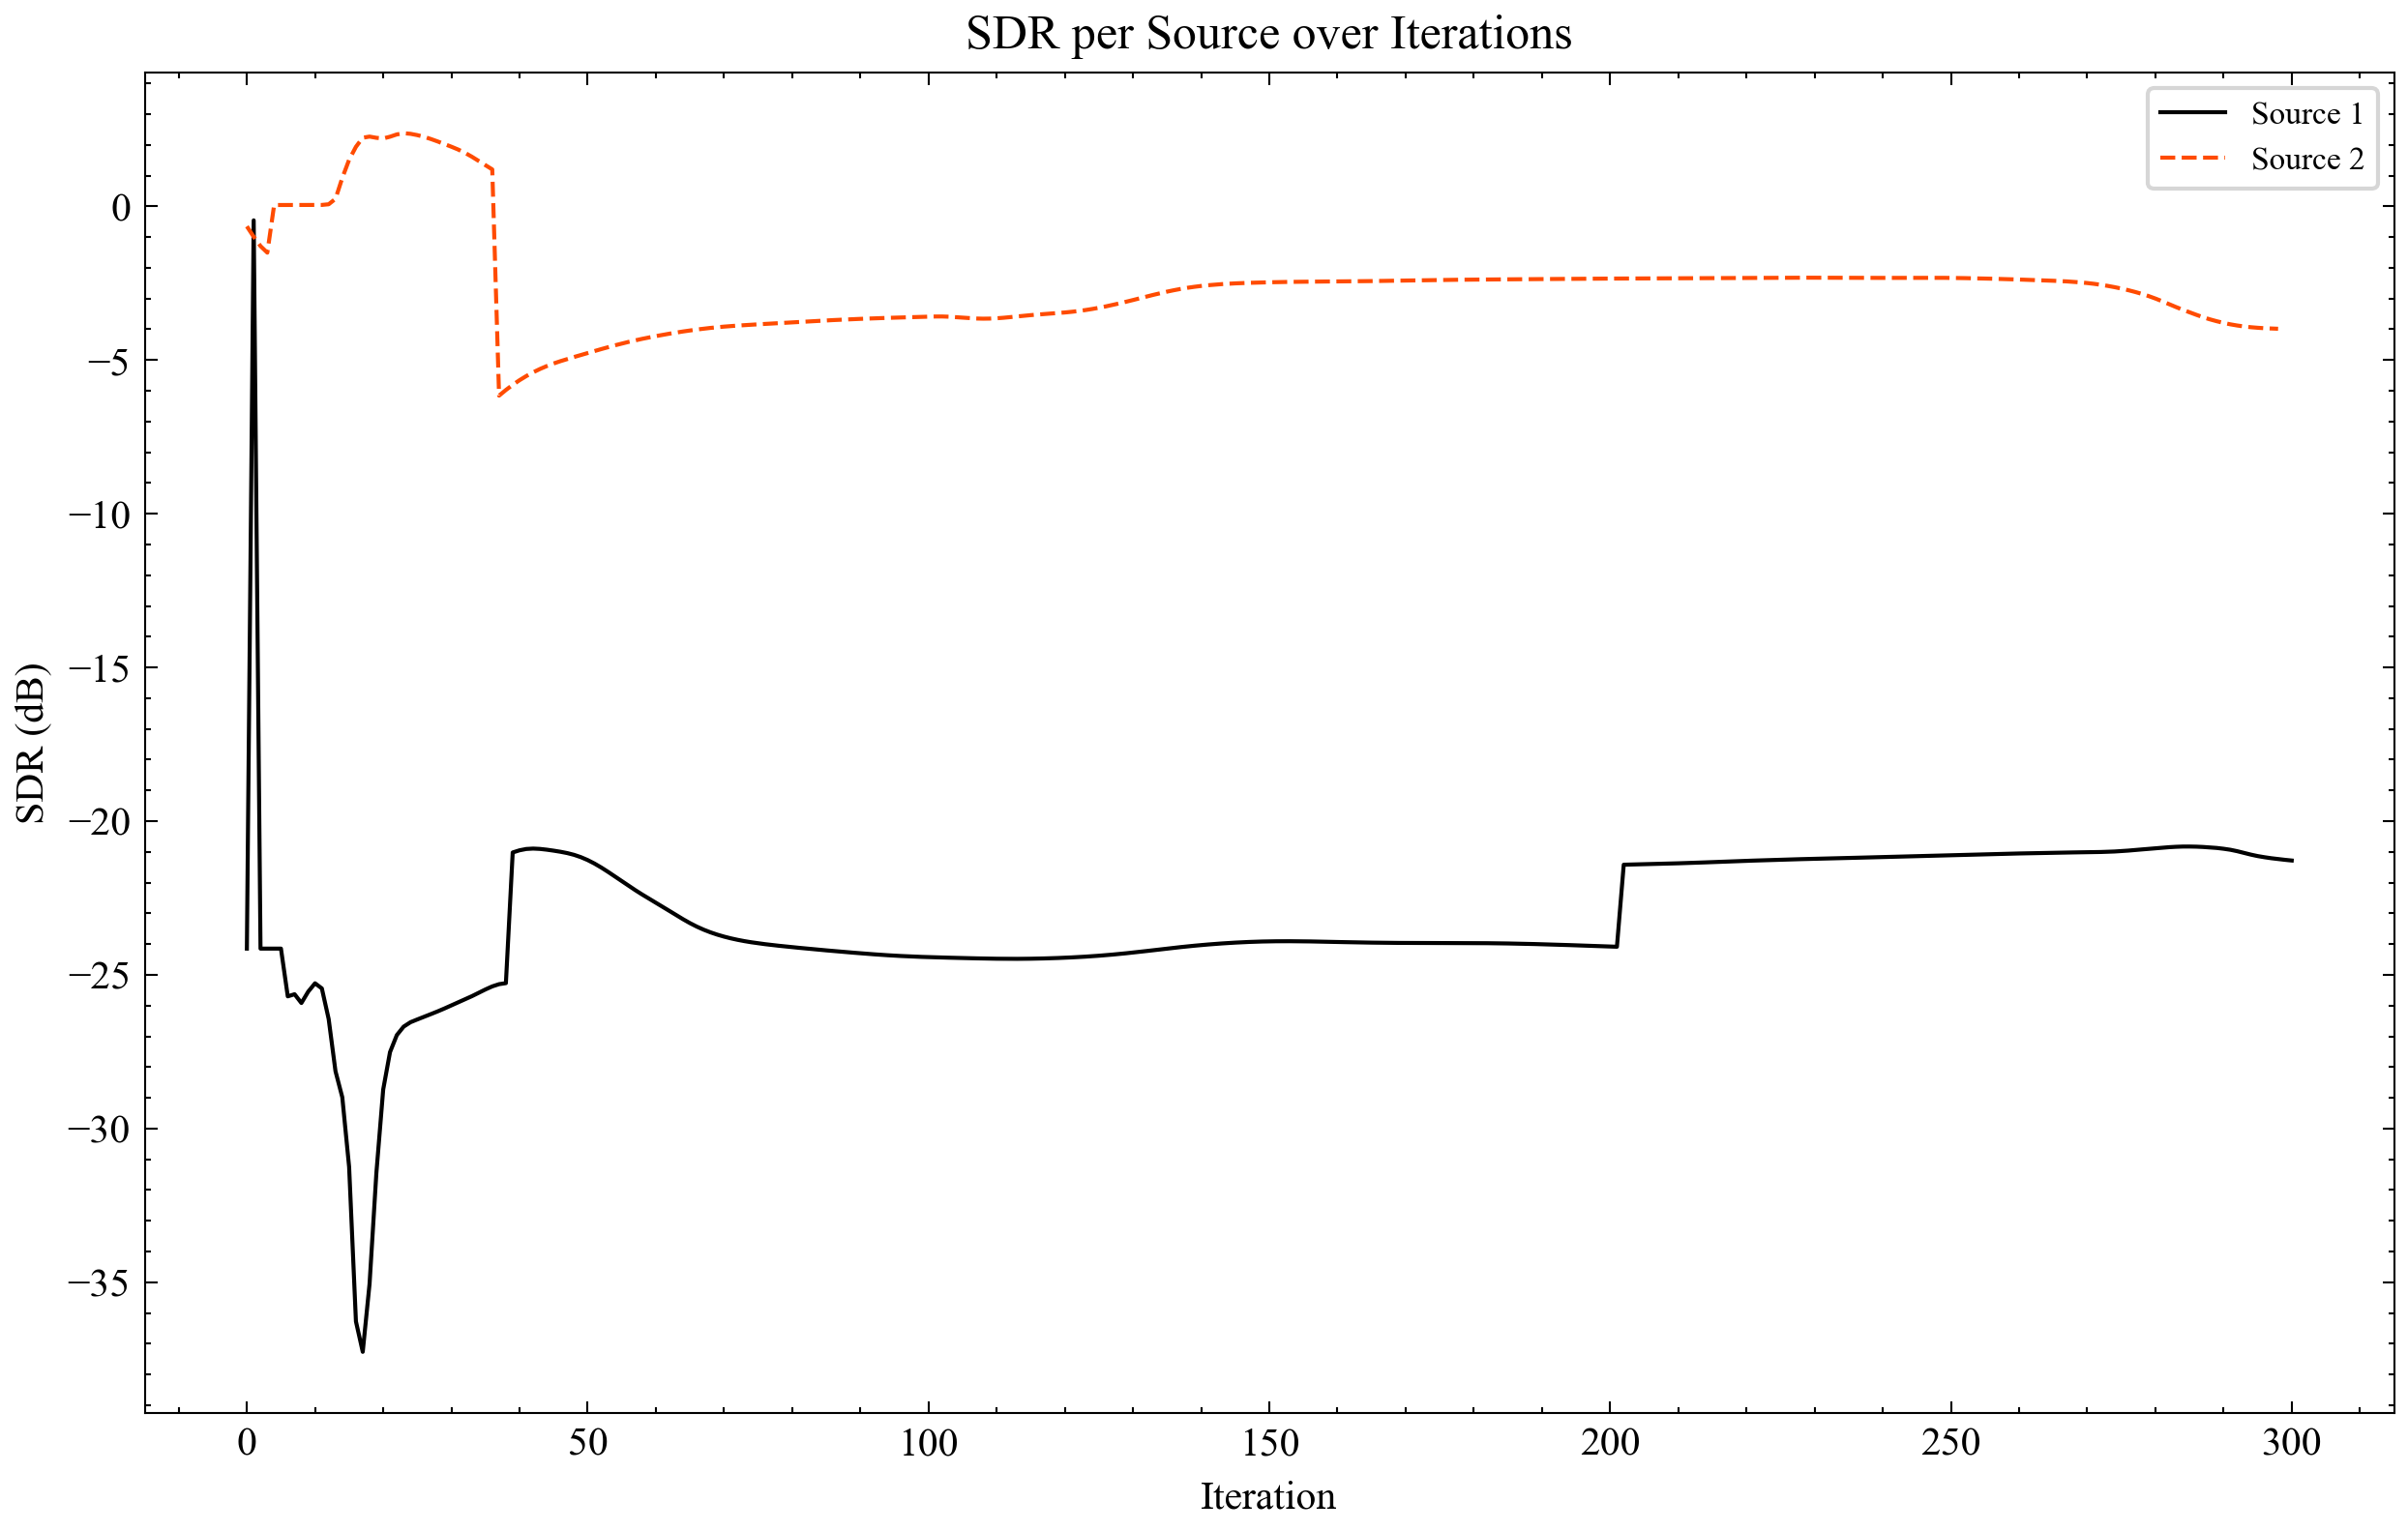 SDR per Source over Iterations
Source 1
Source 2
0
−5
−10
−15
−20
−25
−30
−35
SDR (dB)
0 50 100 150 200 250 300
Iteration